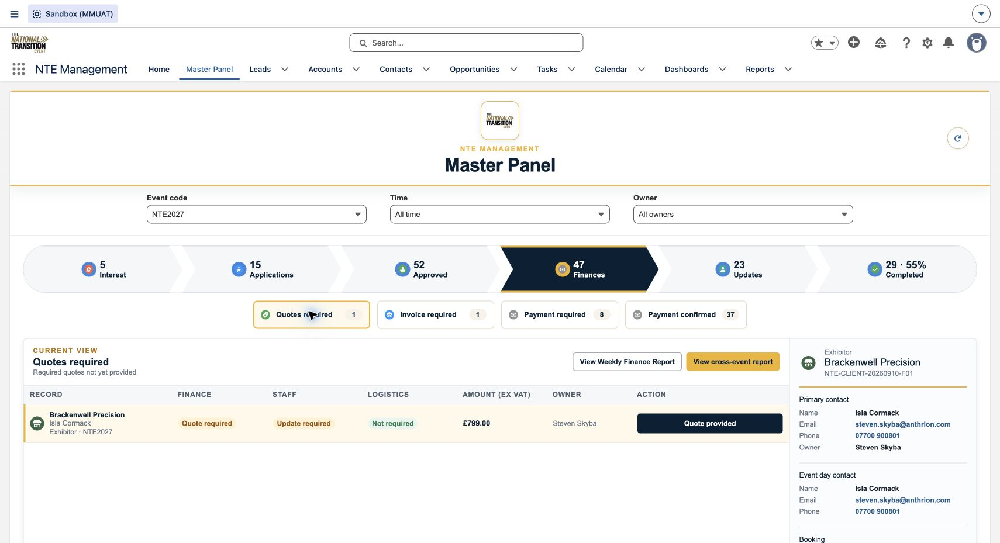 Sandbox (MMUAT)
THE
NATIONAL
TRANSITION
EVENT
Search...
NTE Management
Home
Master Panel
Leads
Accounts
Contacts
Opportunities
Tasks
Calendar
Dashboards
Reports
THE
NATIONAL
TRANSITION
EVENT
NTE MANAGEMENT
Master Panel
Event code
Time
Owner
NTE2027
All time
All owners
5
Interest
15
Applications
52
Approved
47
Finances
23
Updates
29 · 55%
Completed
Quotes required 1
Invoice required 1
Payment required 8
Payment confirmed 37
CURRENT VIEW
Quotes required
Required quotes not yet provided
View Weekly Finance Report
View cross-event report
RECORD FINANCE STAFF LOGISTICS AMOUNT (EX VAT) OWNER ACTION
Brackenwell Precision
Isla Cormack
Exhibitor · NTE2027
Quote required
Update required
Not required
£799.00
Steven Skyba
Quote provided
Exhibitor
Brackenwell Precision
NTE-CLIENT-20260910-F01
Primary contact
Name Isla Cormack
Email steven.skyba@anthrion.com
Phone 07700 900801
Owner Steven Skyba
Event day contact
Name Isla Cormack
Email steven.skyba@anthrion.com
Phone 07700 900801
Booking